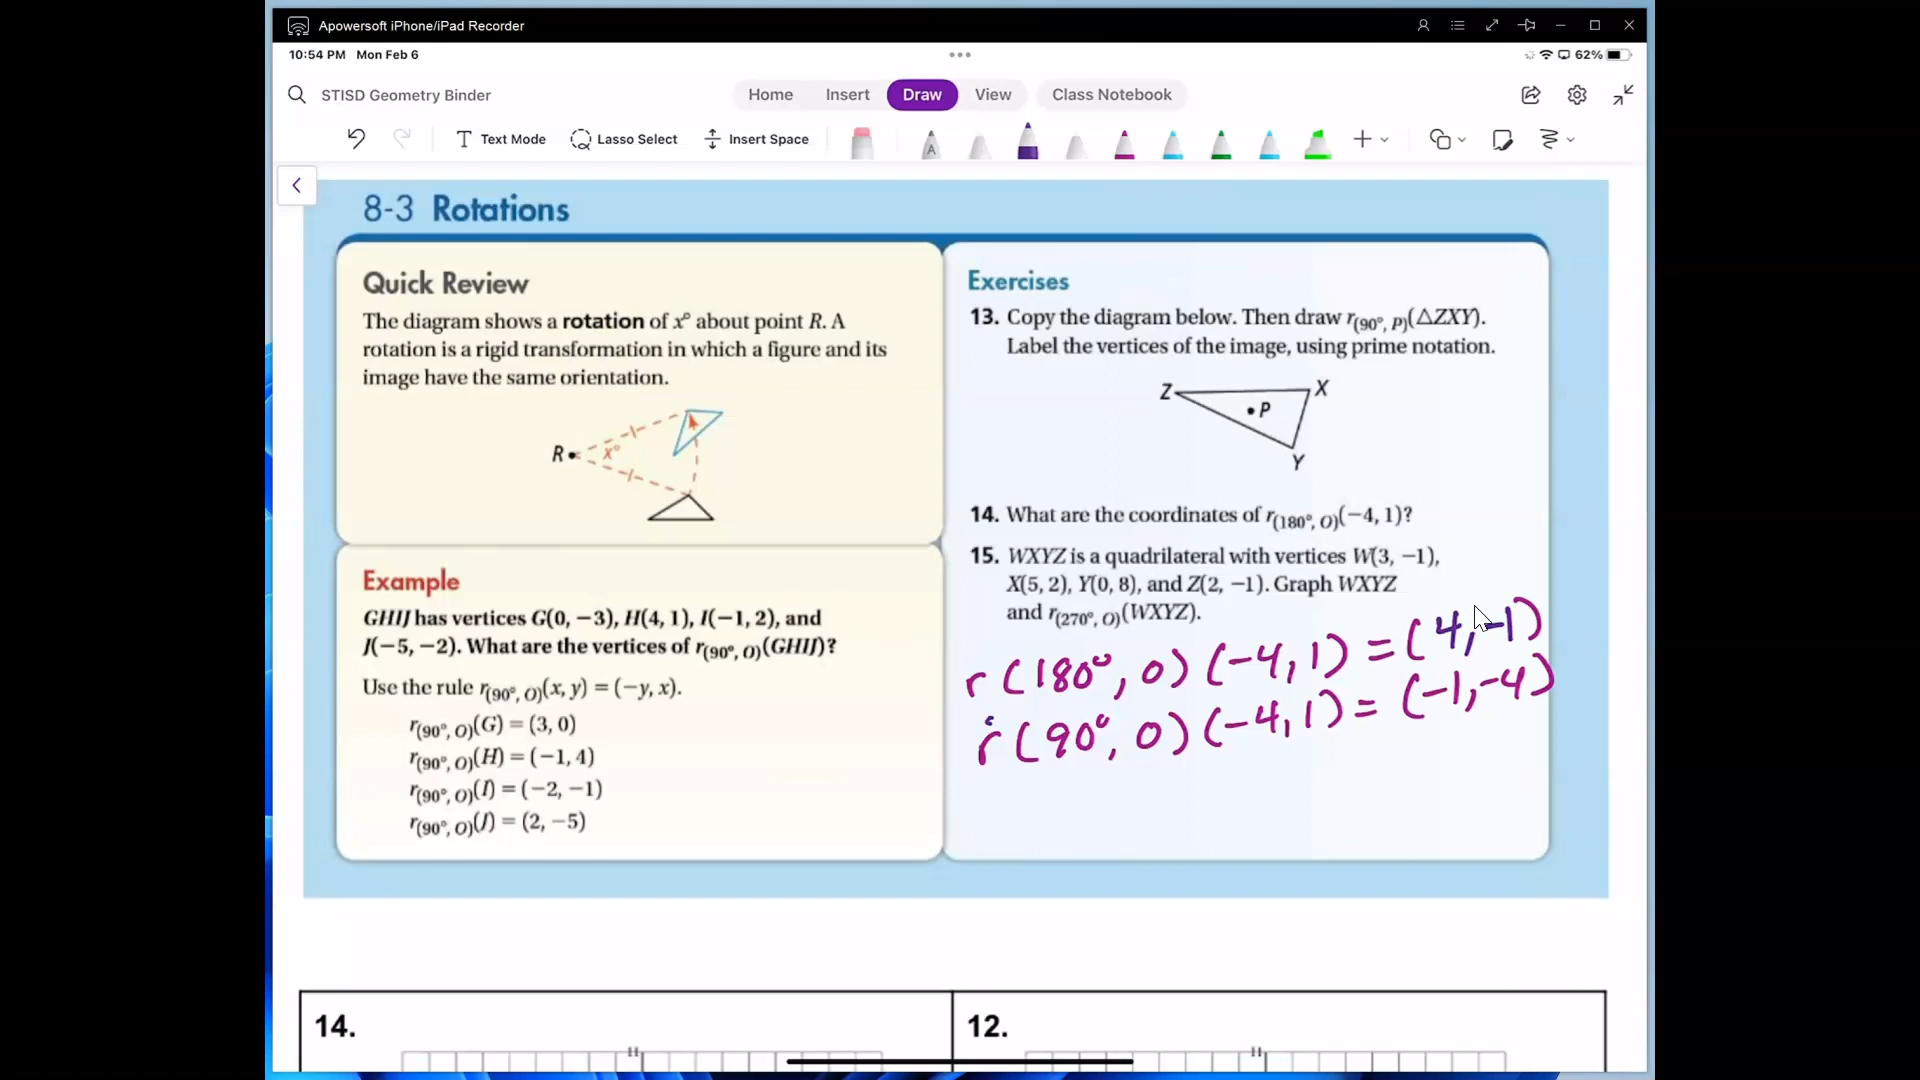 Apowersoft iPhone/iPad Recorder
10:54 PM Mon Feb 6
62%
STISD Geometry Binder
Home Insert Draw View Class Notebook
Text Mode Lasso Select Insert Space
A
8-3 Rotations
Quick Review
The diagram shows a rotation of x° about point R. A
rotation is a rigid transformation in which a figure and its
image have the same orientation.
R
x°
Example
GHIJ has vertices G(0, −3), H(4, 1), I(−1, 2), and
J(−5, −2). What are the vertices of r(90°, O)(GHIJ)?
Use the rule r(90°, O)(x, y) = (−y, x).
r(90°, O)(G) = (3, 0)
r(90°, O)(H) = (−1, 4)
r(90°, O)(I) = (−2, −1)
r(90°, O)(J) = (2, −5)
Exercises
13. Copy the diagram below. Then draw r(90°, P)(△ZXY).
Label the vertices of the image, using prime notation.
Z
X
P
Y
14. What are the coordinates of r(180°, O)(−4, 1)?
15. WXYZ is a quadrilateral with vertices W(3, −1),
X(5, 2), Y(0, 8), and Z(2, −1). Graph WXYZ
and r(270°, O)(WXYZ).
r (180°, 0) (-4, 1) = (4, -1)
r (90°, 0) (-4, 1) = (-1, -4)
14.
12.
11
11